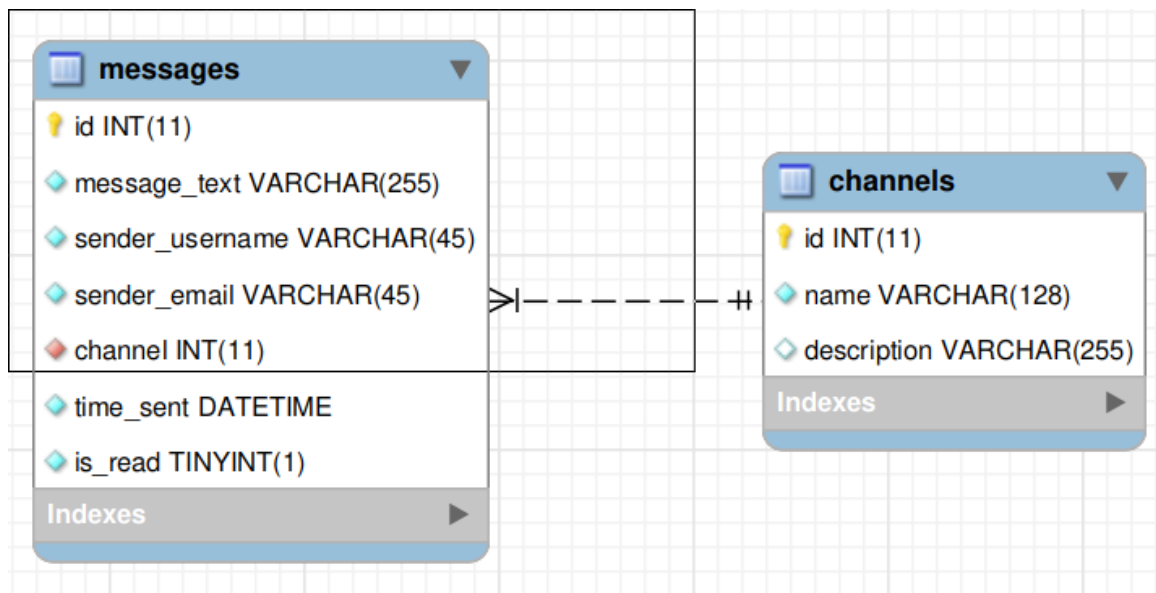 messages
id INT(11)
message_text VARCHAR(255)
sender_username VARCHAR(45)
sender_email VARCHAR(45)
channel INT(11)
time_sent DATETIME
is_read TINYINT(1)
Indexes
channels
id INT(11)
name VARCHAR(128)
description VARCHAR(255)
Indexes